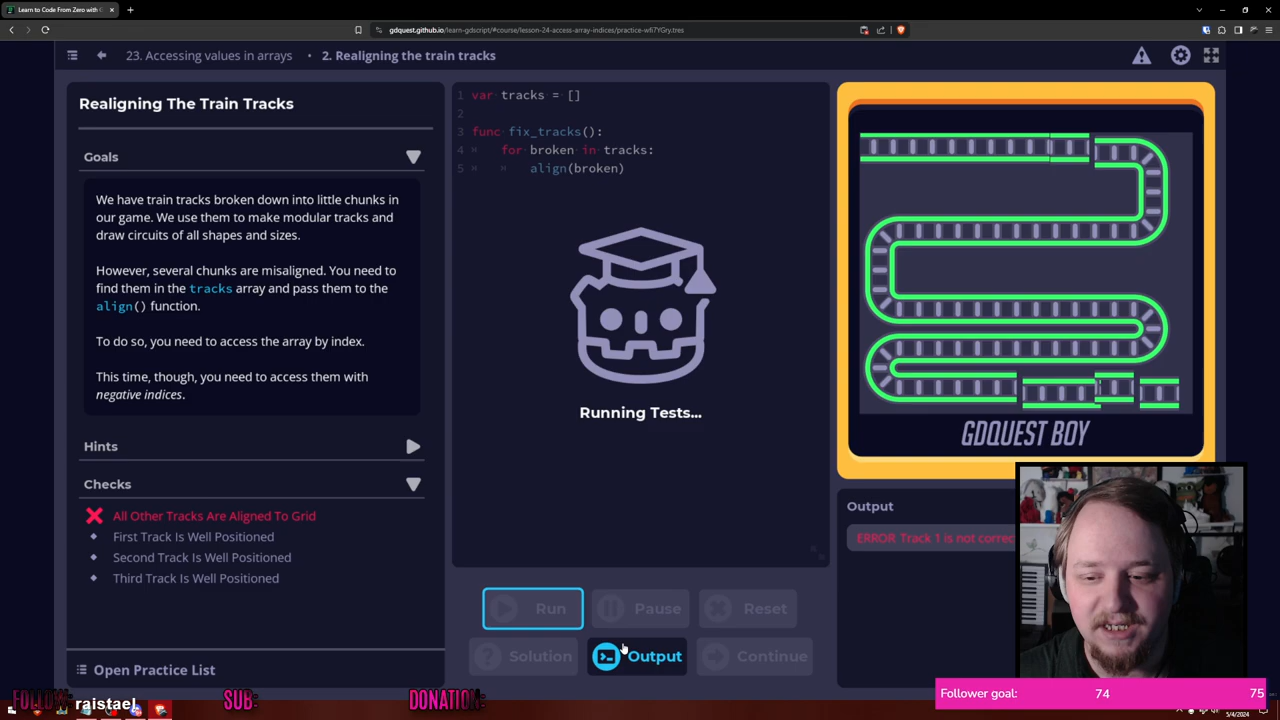 Learn to Code From Zero with
gdquest.github.io/learn-gdscript/#course/lesson-24-access-array-indices/practice-wfi7YGry.tres
23. Accessing values in arrays • 2. Realigning the train tracks
Realigning The Train Tracks
Goals
We have train tracks broken down into little chunks in
our game. We use them to make modular tracks and
draw circuits of all shapes and sizes.
However, several chunks are misaligned. You need to
find them in the tracks array and pass them to the
align() function.
To do so, you need to access the array by index.
This time, though, you need to access them with
negative indices.
Hints
Checks
All Other Tracks Are Aligned To Grid
First Track Is Well Positioned
Second Track Is Well Positioned
Third Track Is Well Positioned
Open Practice List
1 var tracks = []
2
3 func fix_tracks():
4 for broken in tracks:
5 align(broken)
Running Tests...
Run
Pause
Reset
Solution
Output
Continue
GDQUEST BOY
Output
ERROR Track 1 is not correc
FOLLOW: raistael
SUB:
DONATION:
Follower goal: 74 75
5/4/2024